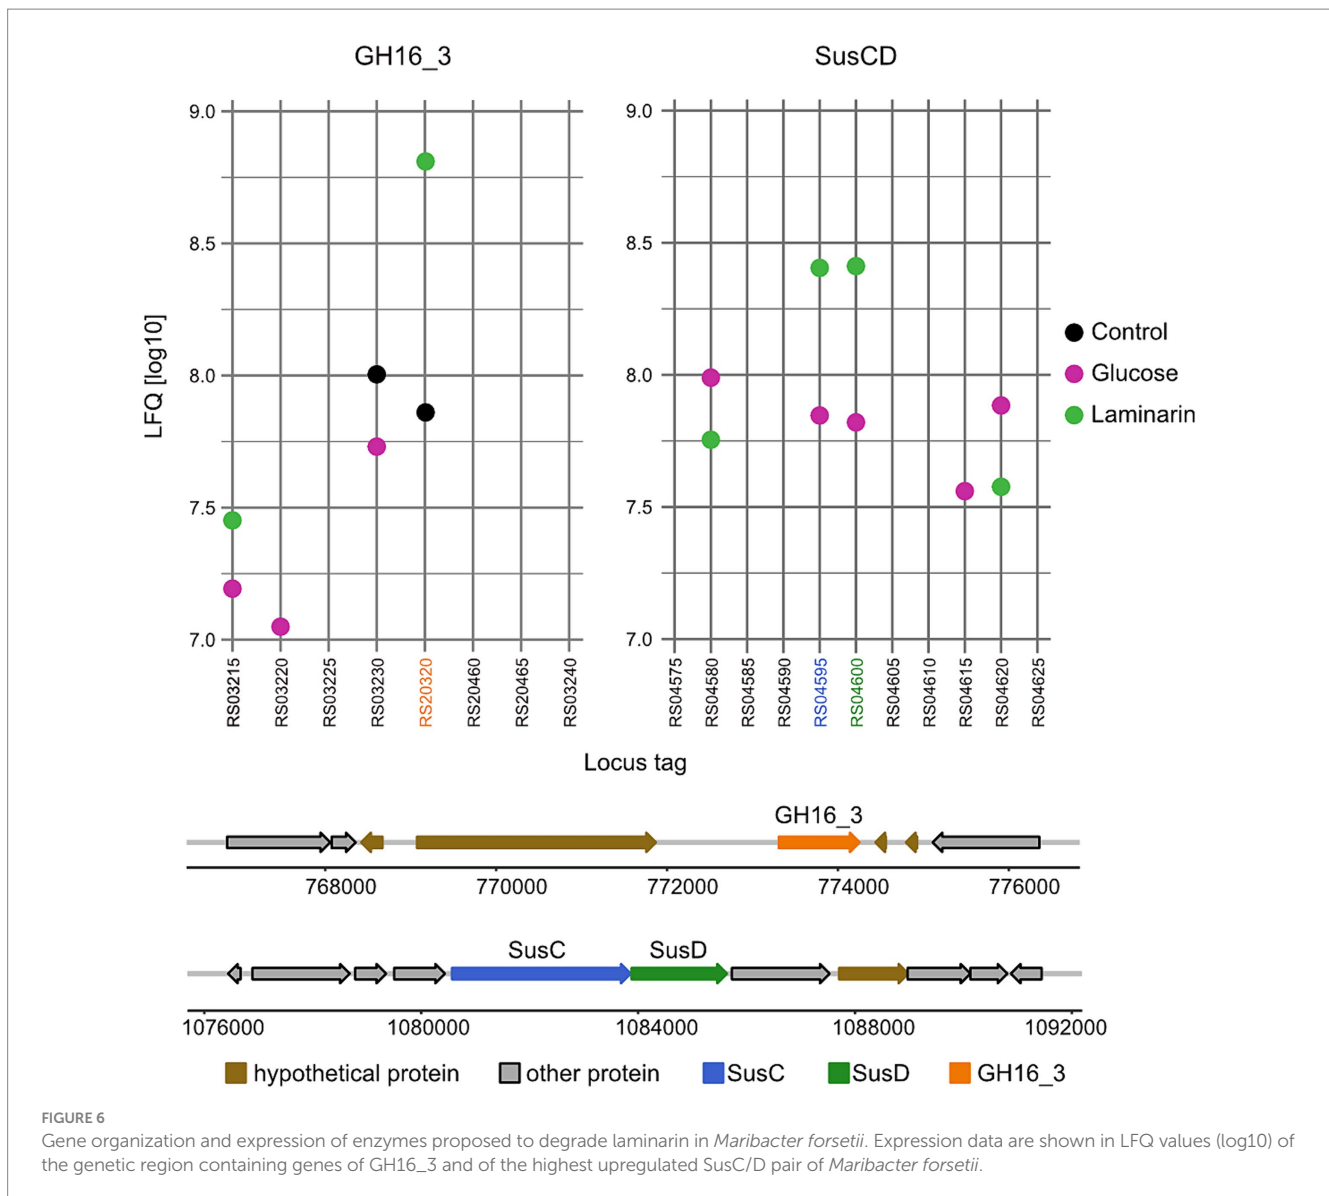 GH16_3
SusCD
9.0
8.5
8.0
7.5
7.0
LFQ [log10]
9.0
8.5
8.0
7.5
7.0
Control
Glucose
Laminarin
RS03215
RS03220
RS03225
RS03230
RS20320
RS20460
RS20465
RS03240
RS04575
RS04580
RS04585
RS04590
RS04595
RS04600
RS04605
RS04610
RS04615
RS04620
RS04625
Locus tag
GH16_3
768000 770000 772000 774000 776000
SusC SusD
1076000 1080000 1084000 1088000 1092000
hypothetical protein other protein SusC SusD GH16_3
FIGURE 6
Gene organization and expression of enzymes proposed to degrade laminarin in Maribacter forsetii. Expression data are shown in LFQ values (log10) of
the genetic region containing genes of GH16_3 and of the highest upregulated SusC/D pair of Maribacter forsetii.